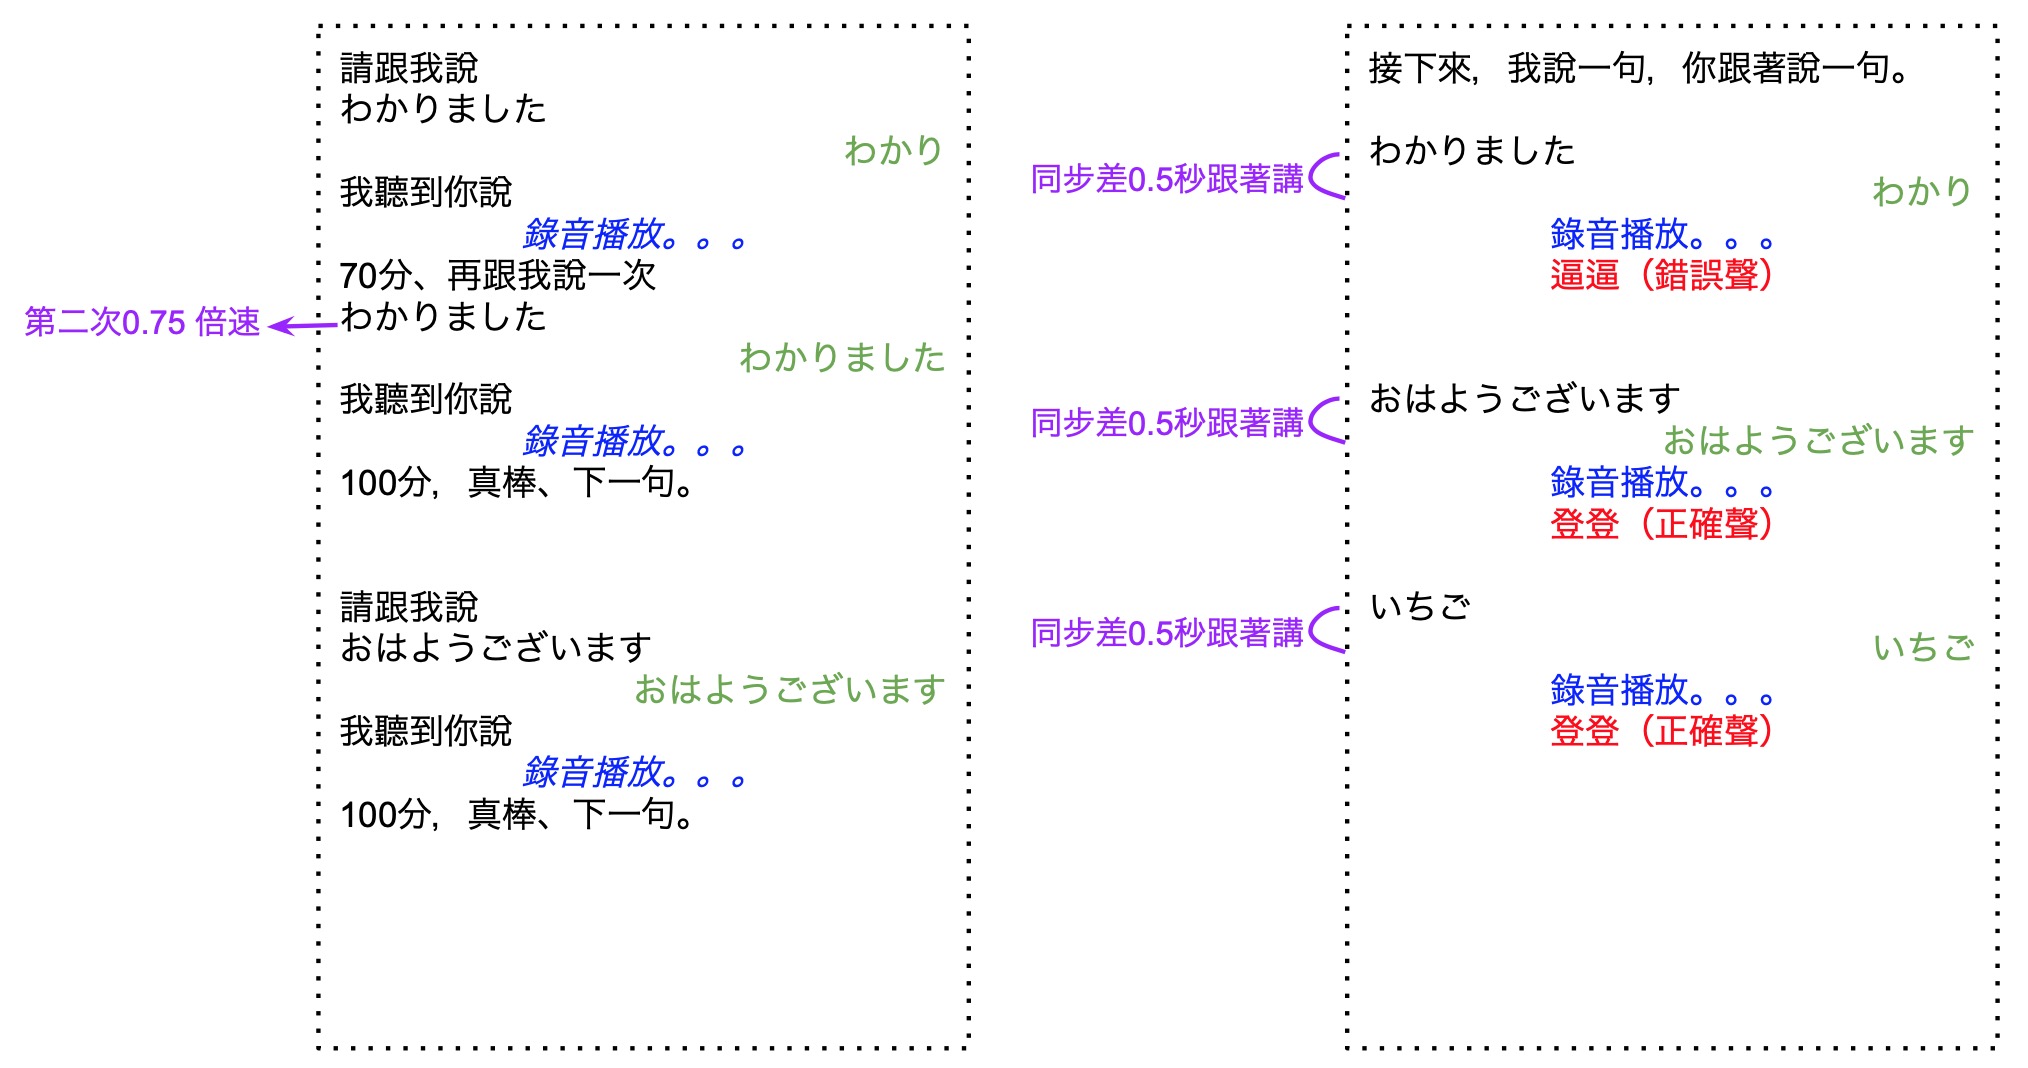 請跟我說
わかりました
わかり
我聽到你說
錄音播放。。。
70分、再跟我說一次
第二次0.75 倍速
わかりました
わかりました
我聽到你說
錄音播放。。。
100分，真棒、下一句。
請跟我說
おはようございます
おはようございます
我聽到你說
錄音播放。。。
100分，真棒、下一句。
接下來，我說一句，你跟著說一句。
わかりました
同步差0.5秒跟著講
わかり
錄音播放。。。
逼逼（錯誤聲）
おはようございます
同步差0.5秒跟著講
おはようございます
錄音播放。。。
登登（正確聲）
いちご
同步差0.5秒跟著講
いちご
錄音播放。。。
登登（正確聲）